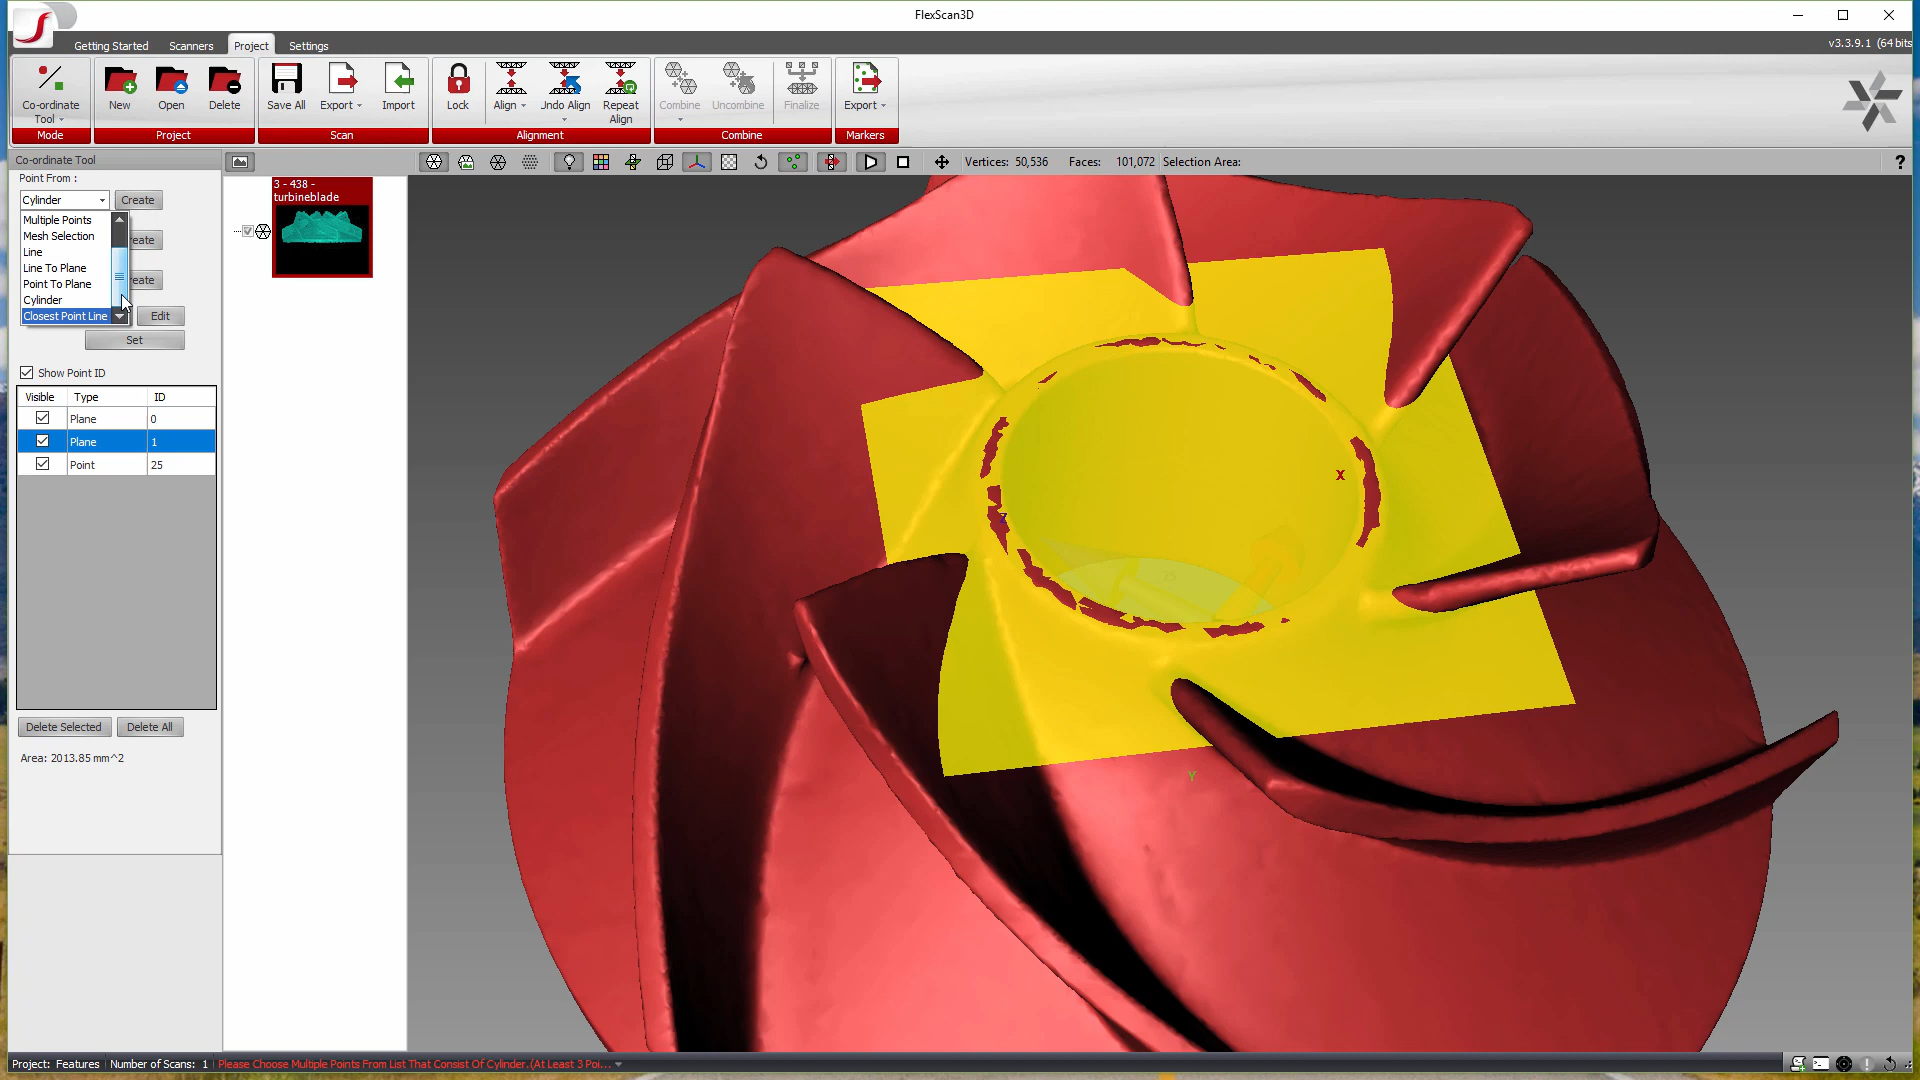 FlexScan3D
Getting Started Scanners Project Settings
v3.3.9.1 (64 bits
Co-ordinate Tool
Mode
New Open Delete
Project
Save All Export Import
Scan
Lock Align Undo Align Repeat Align
Alignment
Combine Uncombine Finalize
Combine
Export
Markers
Co-ordinate Tool
Vertices: 50,536 Faces: 101,072 Selection Area:
?
Point From :
Cylinder Create
Multiple Points
Mesh Selection
Line
Line To Plane
Point To Plane
Cylinder
Closest Point Line
Edit
Set
Show Point ID
Visible Type ID
Plane 0
Plane 1
Point 25
Delete Selected Delete All
Area: 2013.85 mm^2
3 - 438 -
turbineblade
X
Z
25
Y
Project: Features Number of Scans: 1 Please Choose Multiple Points From List That Consist Of Cylinder.(At Least 3 Poi...